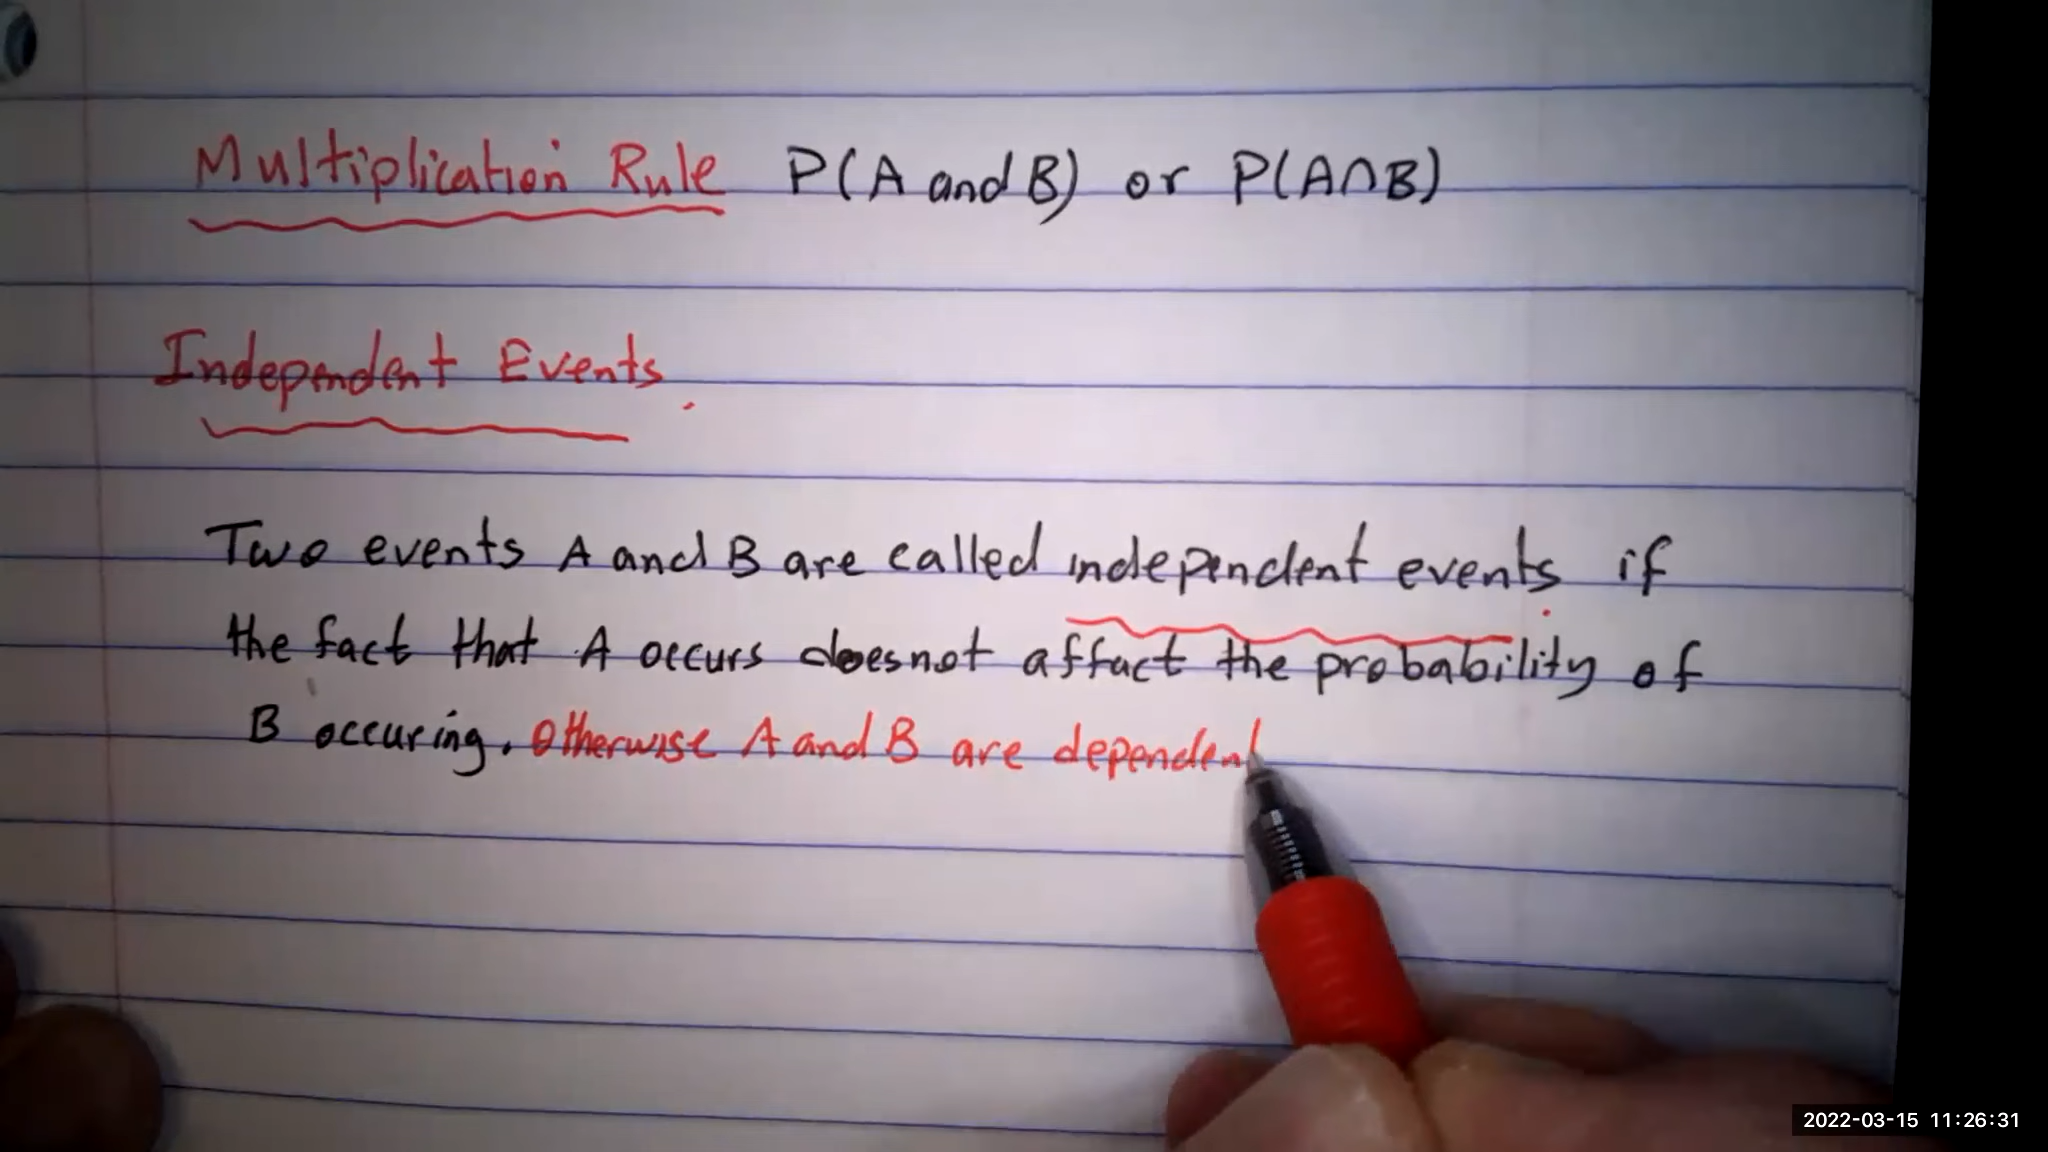 Multiplication Rule P(A and B) or P(A∩B)
Independent Events
Two events A and B are called independent events if
the fact that A occurs doesnot affact the probability of
B occuring. Otherwise A and B are dependent
2022-03-15 11:26:31